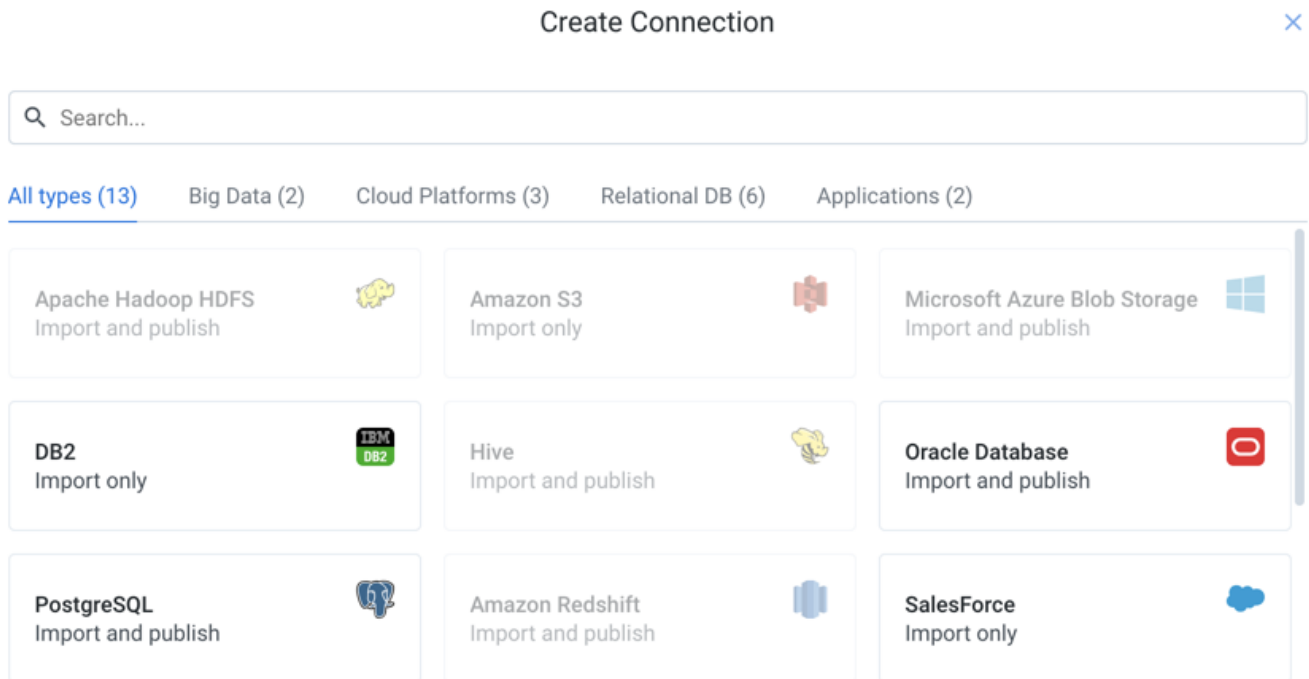 Create Connection
Search...
All types (13) Big Data (2) Cloud Platforms (3) Relational DB (6) Applications (2)
Apache Hadoop HDFS
Import and publish
Amazon S3
Import only
Microsoft Azure Blob Storage
Import and publish
DB2
Import only
IBM
DB2
Hive
Import and publish
Oracle Database
Import and publish
PostgreSQL
Import and publish
Amazon Redshift
Import and publish
SalesForce
Import only